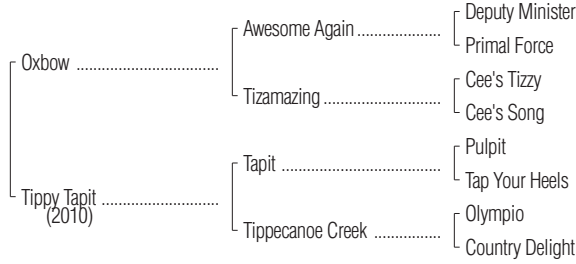 Deputy Minister
Awesome Again ....................
Primal Force
Oxbow ..................................
Cee's Tizzy
Tizamazing ............................
Cee's Song
Pulpit
Tapit ......................................
Tap Your Heels
Tippy Tapit ............................
(2010)
Olympio
Tippecanoe Creek ................
Country Delight